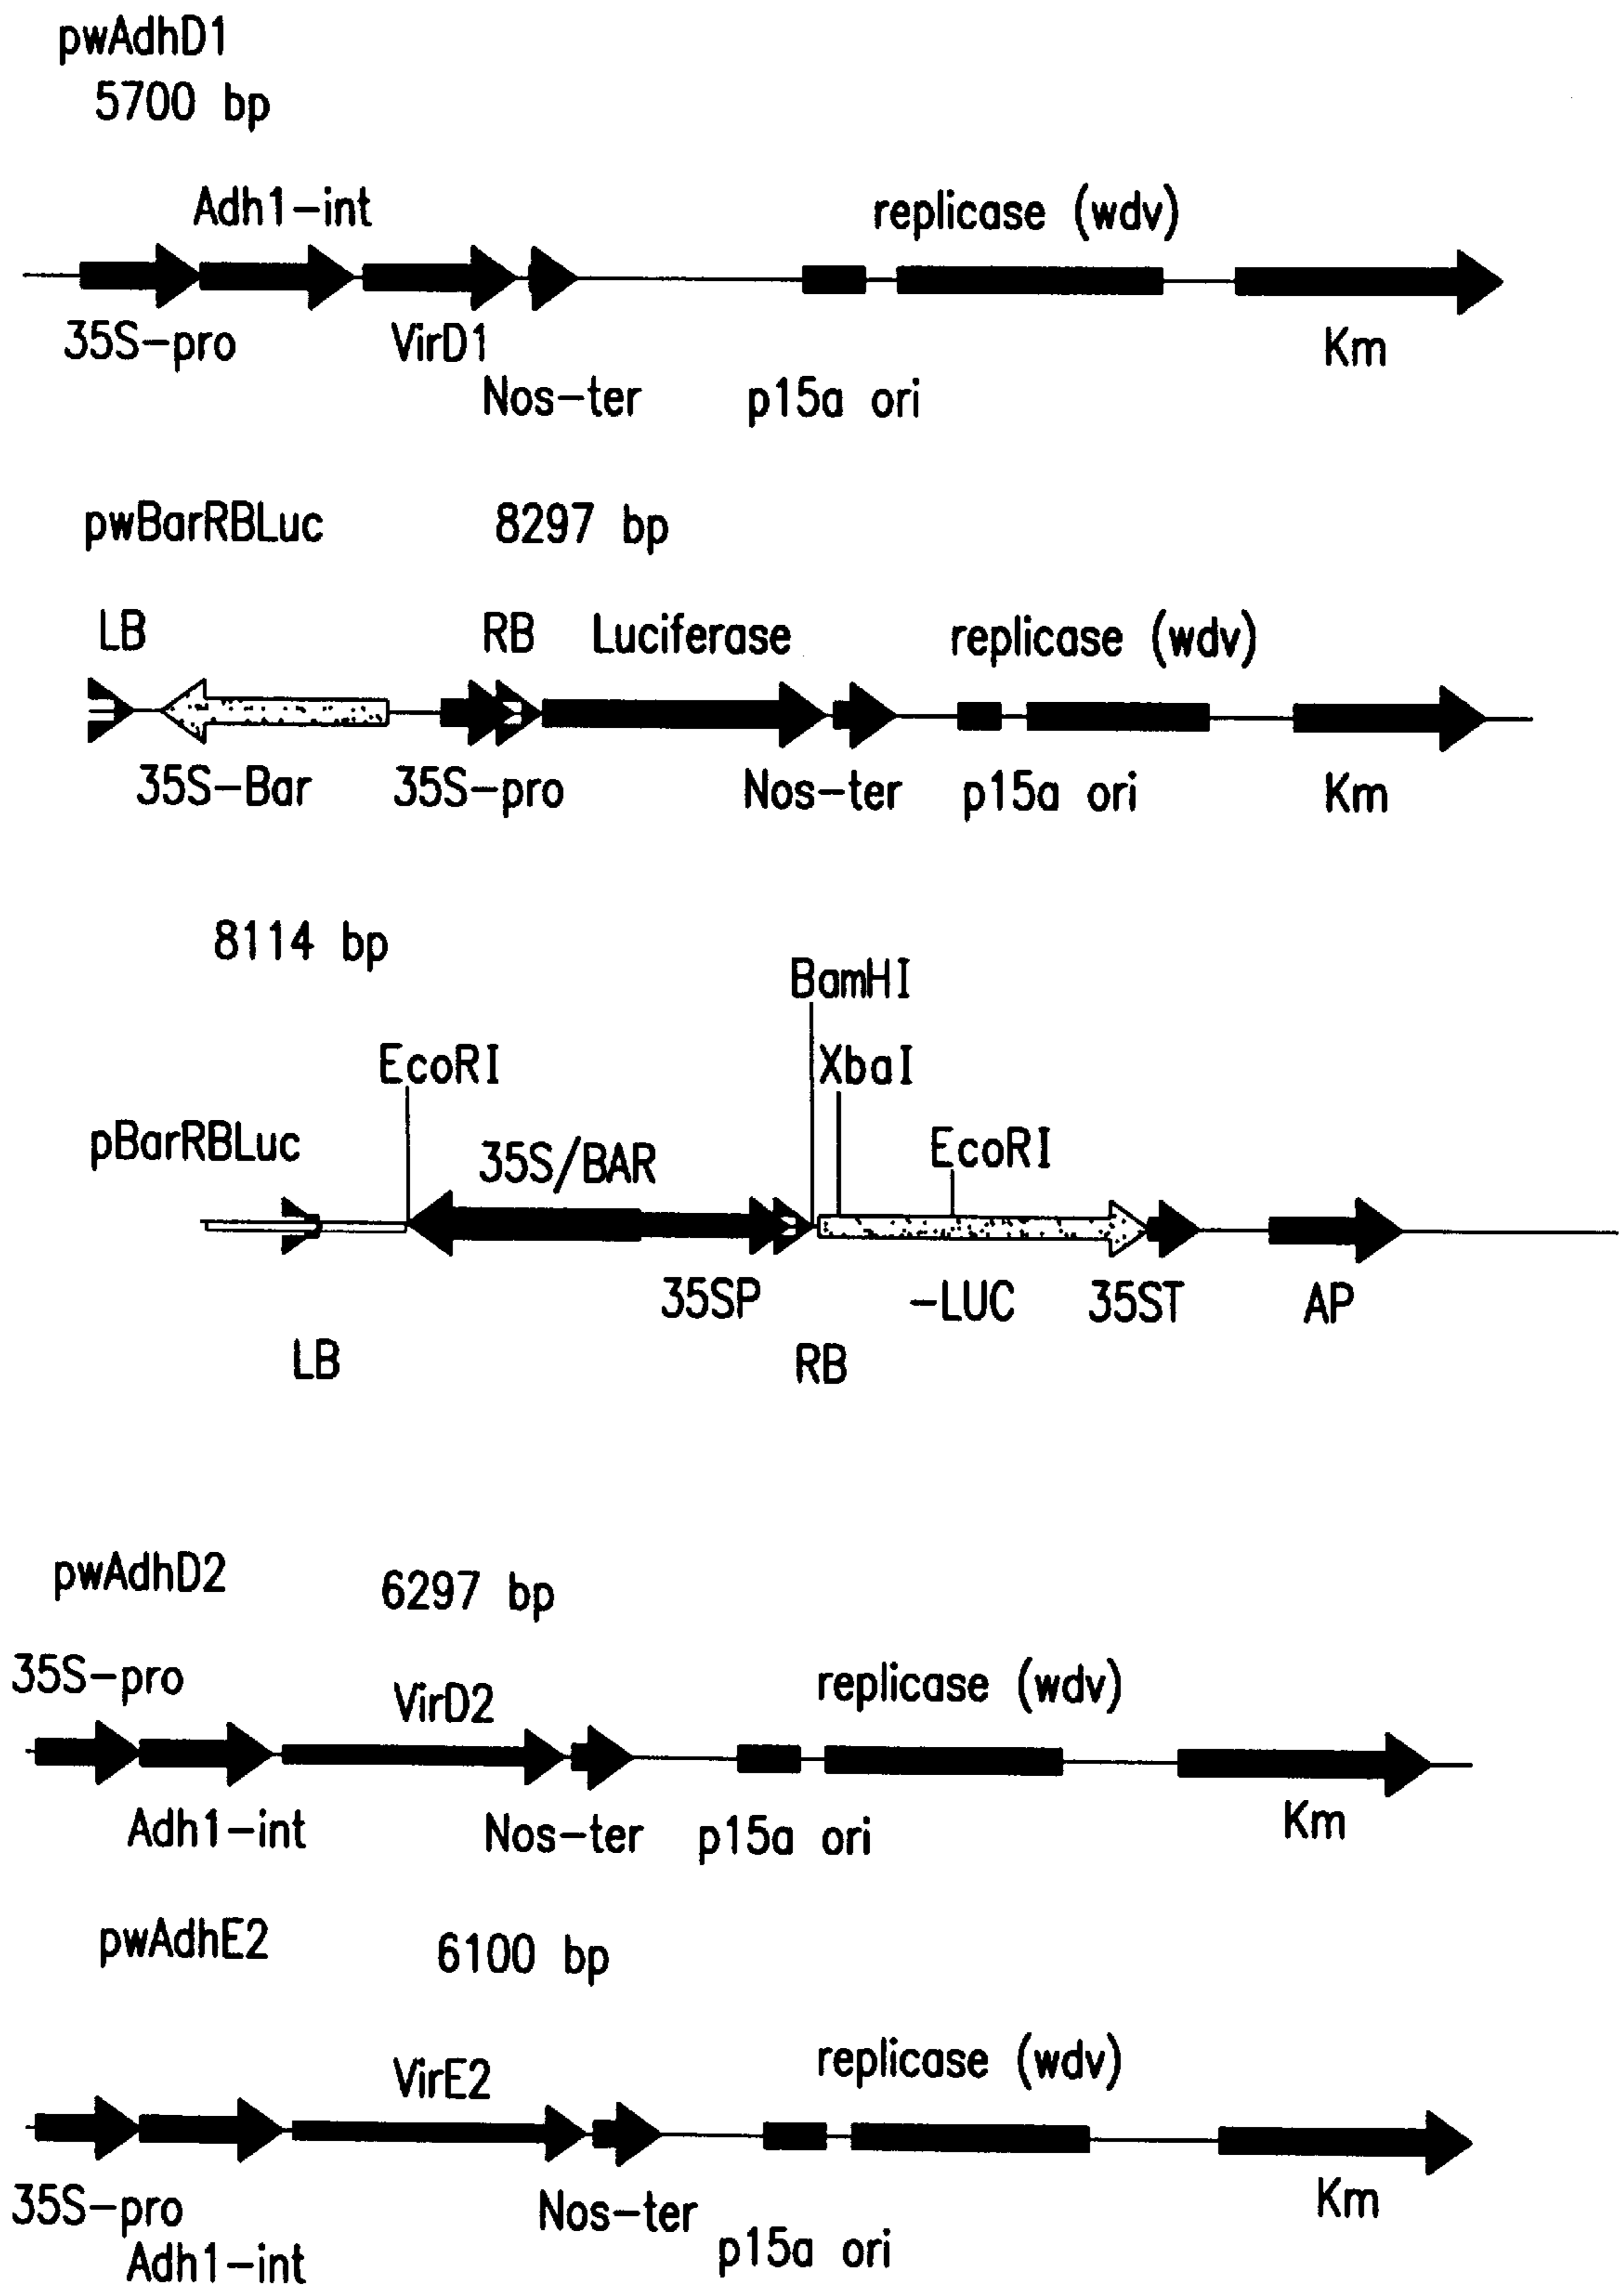 pwAdhD1
5700 bp
Adh1-int
replicase (wdv)
35S-pro
VirD1
Km
Nos-ter
p15a ori
pwBarRBLuc
8297 bp
LB
RB
Luciferase
replicase (wdv)
35S-Bar
35S-pro
Nos-ter
p15a ori
Km
8114 bp
BamHI
EcoRI
XbaI
pBarRBLuc
35S/BAR
EcoRI
35SP
-LUC
35ST
AP
LB
RB
pwAdhD2
6297 bp
35S-pro
VirD2
replicase (wdv)
Adh1-int
Nos-ter
p15a ori
Km
pwAdhE2
6100 bp
VirE2
replicase (wdv)
35S-pro
Nos-ter
Km
Adh1-int
p15a ori